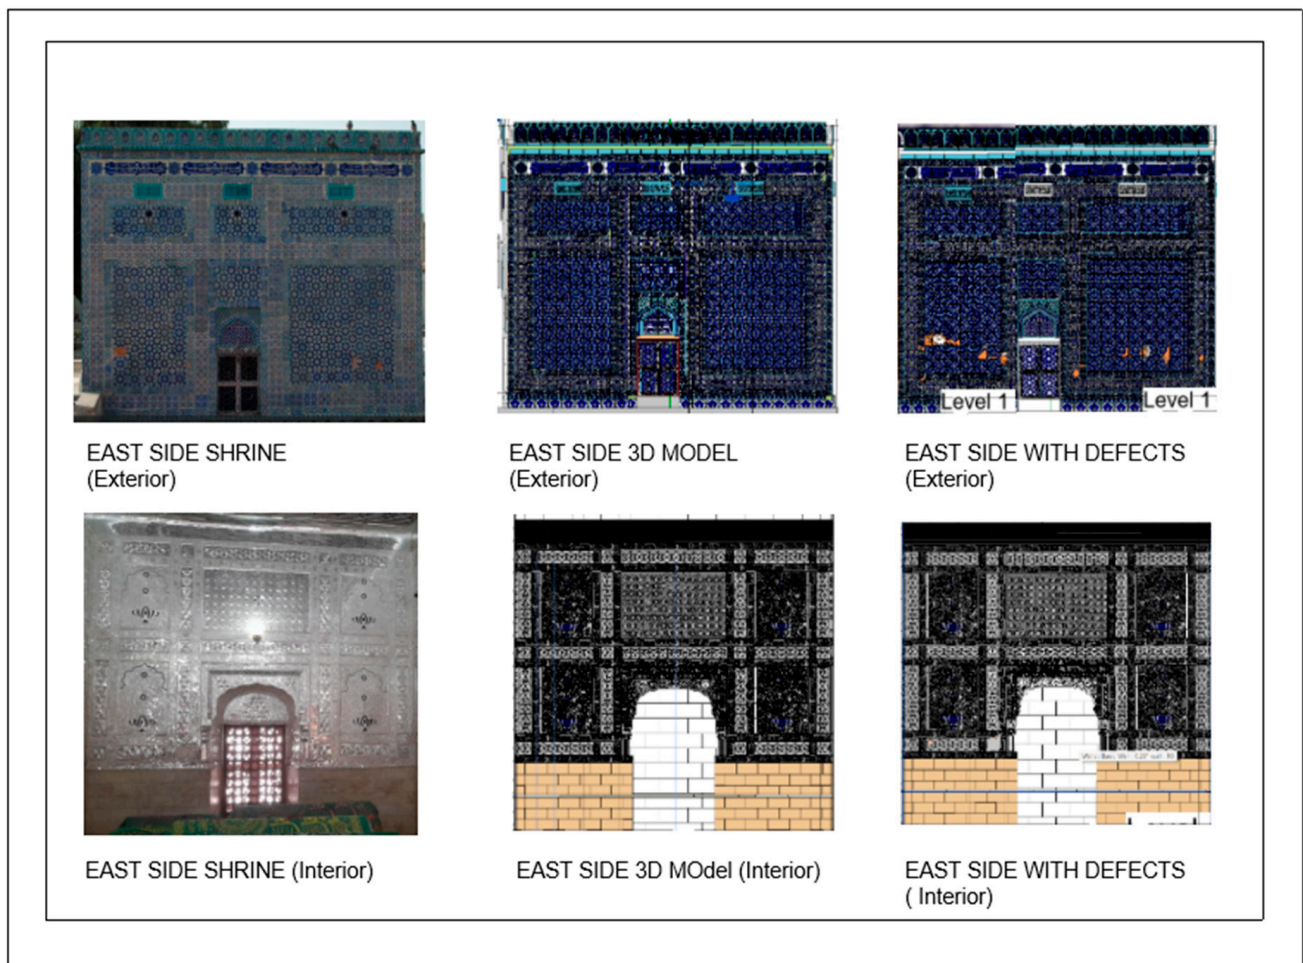 Level 1
Level 1
EAST SIDE SHRINE
(Exterior)
EAST SIDE 3D MODEL
(Exterior)
EAST SIDE WITH DEFECTS
(Exterior)
EAST SIDE SHRINE (Interior)
EAST SIDE 3D MOdel (Interior)
EAST SIDE WITH DEFECTS
( Interior)